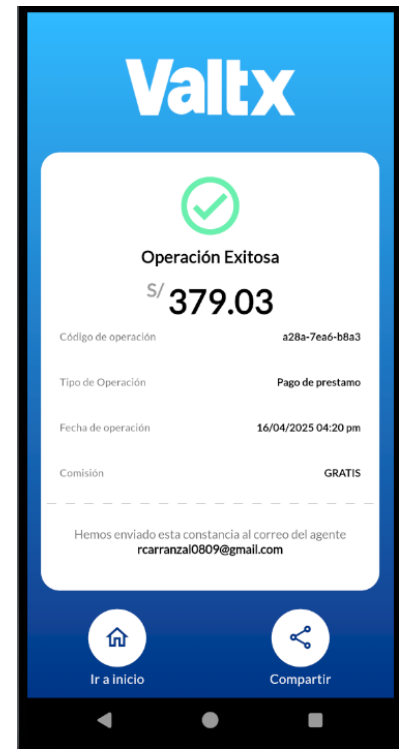 Valtx
Operación Exitosa
S/ 379.03
Código de operación a28a-7ea6-b8a3
Tipo de Operación Pago de prestamo
Fecha de operación 16/04/2025 04:20 pm
Comisión GRATIS
Hemos enviado esta constancia al correo del agente
rcarranzal0809@gmail.com
Ir a inicio Compartir